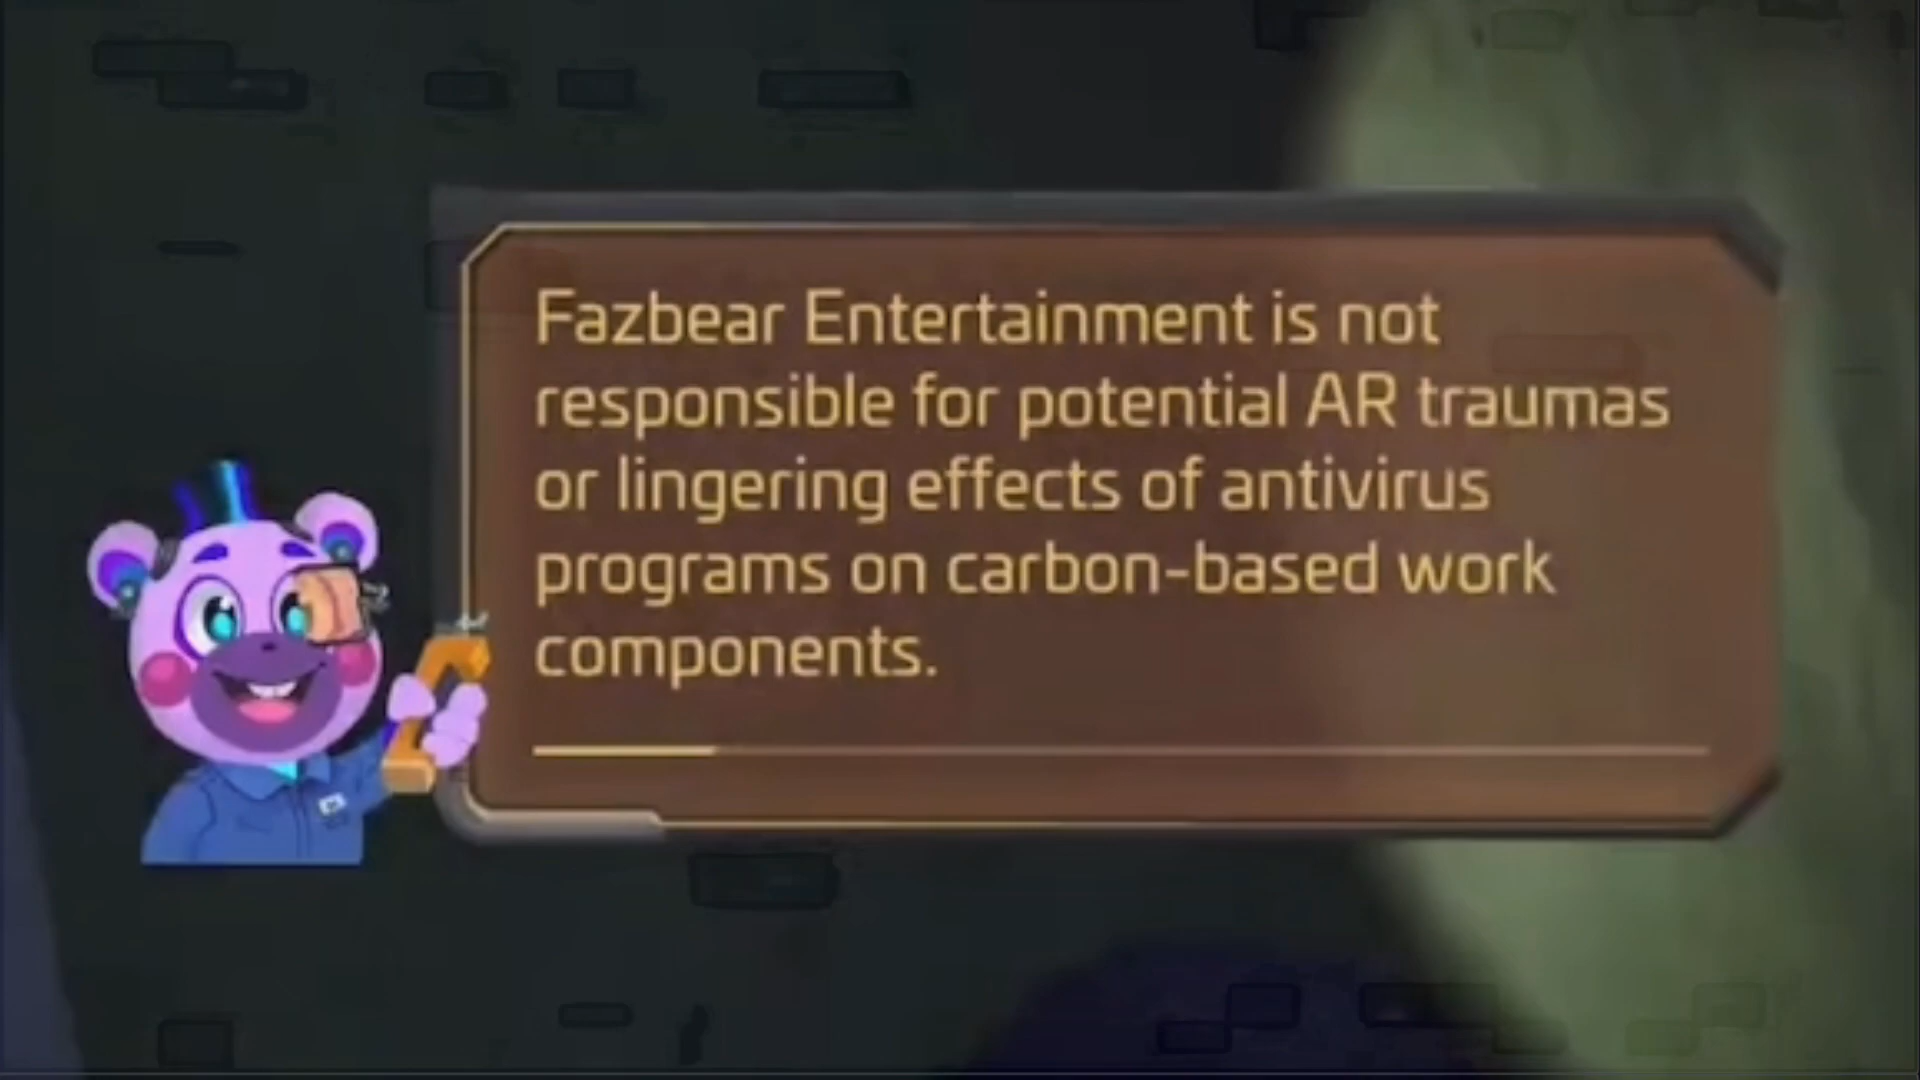 Fazbear Entertainment is not
responsible for potential AR traumas
or lingering effects of antivirus
programs on carbon-based work
components.